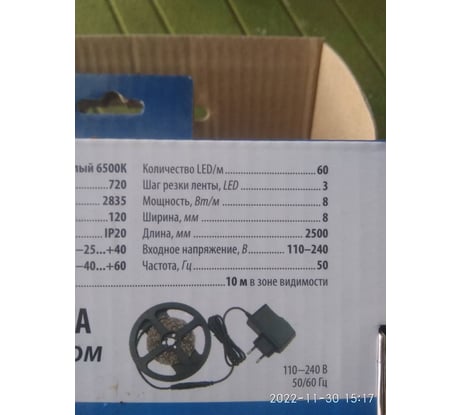 6500K Количество LED/м 60
720 Шаг резки ленты, LED 3
2835 Мощность, Вт/м 8
120 Ширина, мм 8
IP20 Длина, мм 2500
–25...+40 Входное напряжение, В 110–240
–40...+60 Частота, Гц 50
10 м в зоне видимости
110–240 В
50/60 Гц
2022-11-30 15:17